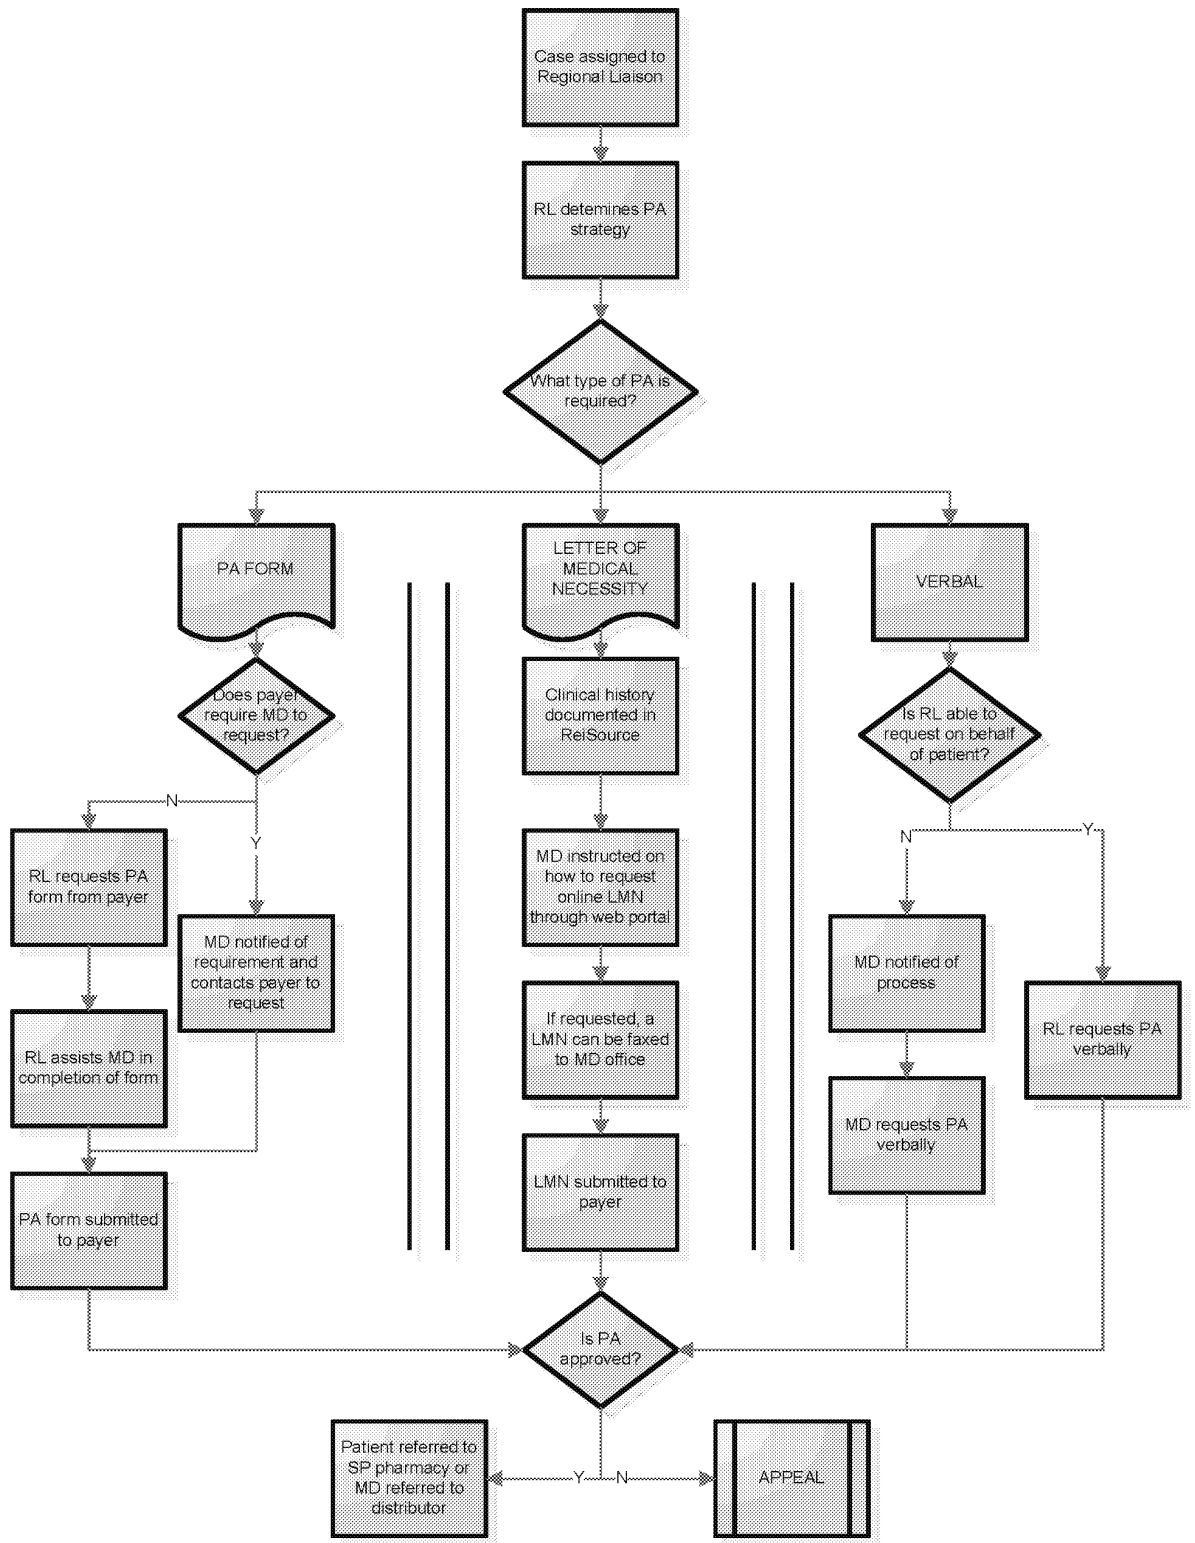 Case assigned to
Regional Liaison
RL detemines PA
strategy
What type of PA is
required?
PA FORM
LETTER OF
MEDICAL
NECESSITY
VERBAL
Does payer
require MD to
request?
Clinical history
documented in
ReiSource
Is RL able to
request on behalf
of patient?
N
Y
N
Y
RL requests PA
form from payer
MD notified of
requirement and
contacts payer to
request
MD instructed on
how to request
online LMN
through web portal
MD notified of
process
RL requests PA
verbally
RL assists MD in
completion of form
If requested, a
LMN can be faxed
to MD office
MD requests PA
verbally
PA form submitted
to payer
LMN submitted to
payer
Is PA
approved?
Patient referred to
SP pharmacy or
MD referred to
distributor
Y
N
APPEAL